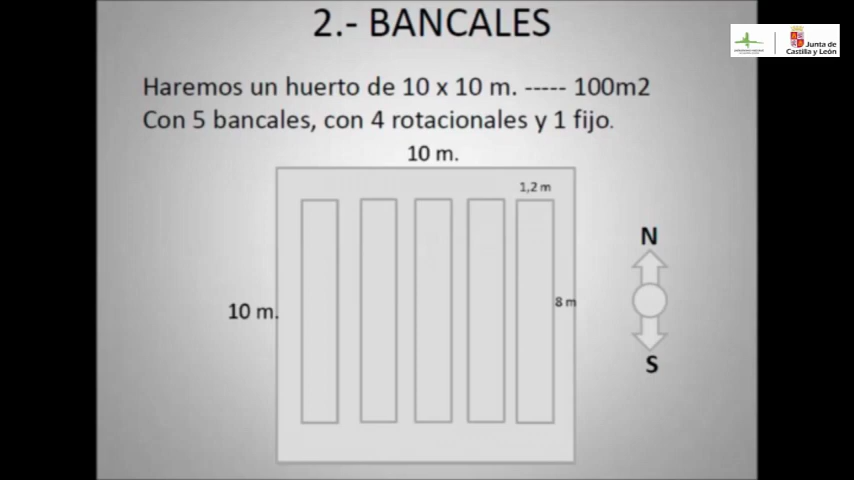 2.- BANCALES
Junta de
Castilla y León
Haremos un huerto de 10 x 10 m. ----- 100m2
Con 5 bancales, con 4 rotacionales y 1 fijo.
10 m.
1,2 m
N
8 m
10 m.
S